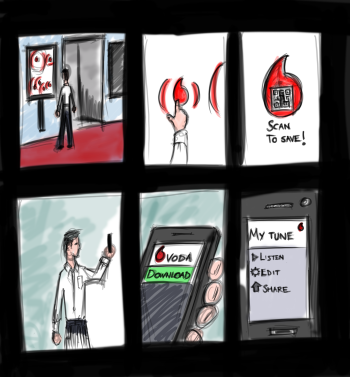 SCAN
TO SAVE!
VODA
DOWNLOAD
MY TUNE
LISTEN
EDIT
SHARE